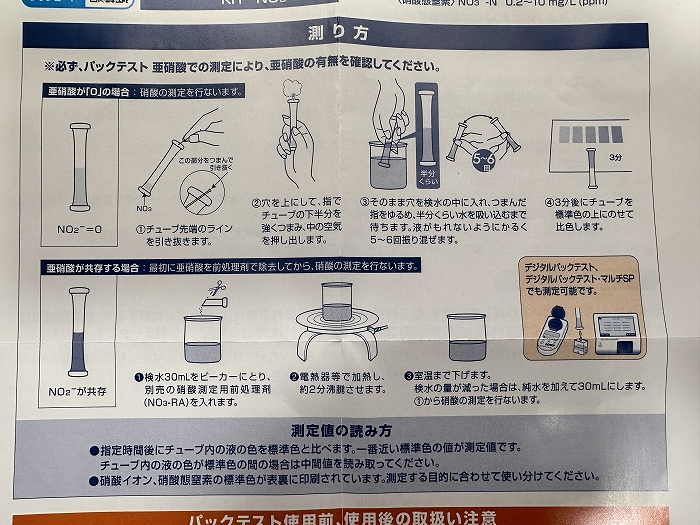 〈硝酸態窒素〉NO₃⁻-N 0.2～10 mg/L (ppm)
測り方
※必ず、パックテスト 亜硝酸での測定により、亜硝酸の有無を確認してください。
亜硝酸が「0」の場合：硝酸の測定を行ないます。
この部分をつまんで
引き抜く
NO₃
NO₂⁻=0
①チューブ先端のライン
を引き抜きます。
②穴を上にして、指で
チューブの下半分を
強くつまみ、中の空気
を押し出します。
半分
くらい
5～6
回
③そのまま穴を検水の中に入れ、つまんだ
指をゆるめ、半分くらい水を吸い込むまで
待ちます。液がもれないようにかるく
5～6回振り混ぜます。
3分
④3分後にチューブを
標準色の上にのせて
比色します。
亜硝酸が共存する場合：最初に亜硝酸を前処理剤で除去してから、硝酸の測定を行ないます。
NO₂⁻が共存
❶検水30mLをビーカーにとり、
別売の硝酸測定用前処理剤
(NO₃-RA)を入れます。
❷電熱器等で加熱し、
約2分沸騰させます。
❸室温まで下げます。
検水の量が減った場合は、純水を加えて30mLにします。
①から硝酸の測定を行ないます。
デジタルパックテスト、
デジタルパックテスト・マルチSP
でも測定可能です。
測定値の読み方
●指定時間後にチューブ内の液の色を標準色と比べます。一番近い標準色の値が測定値です。
チューブ内の液の色が標準色の間の場合は中間値を読み取ってください。
●硝酸イオン、硝酸態窒素の標準色が表裏に印刷されています。測定する目的に合わせて使い分けてください。
パックテスト使用前、使用後の取扱い注意